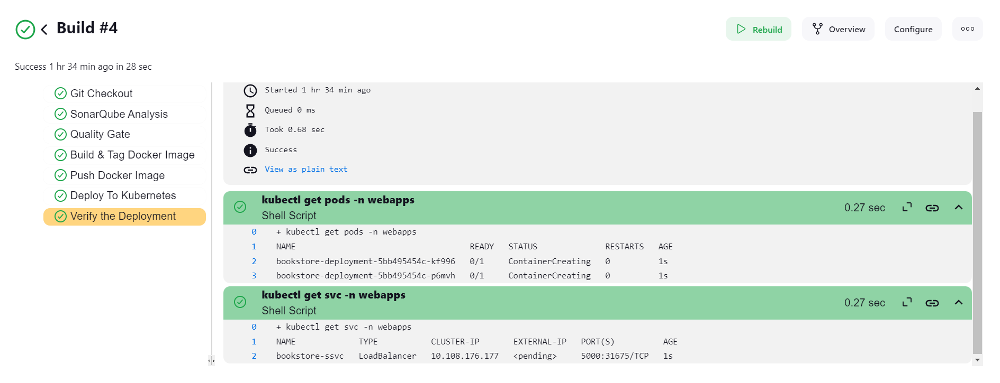 Build #4
Rebuild
Overview
Configure
Success 1 hr 34 min ago in 28 sec
Git Checkout
SonarQube Analysis
Quality Gate
Build & Tag Docker Image
Push Docker Image
Deploy To Kubernetes
Verify the Deployment
Started 1 hr 34 min ago
Queued 0 ms
Took 0.68 sec
Success
View as plain text
kubectl get pods -n webapps
Shell Script
0.27 sec
0 + kubectl get pods -n webapps
1 NAME READY STATUS RESTARTS AGE
2 bookstore-deployment-5bb495454c-kf996 0/1 ContainerCreating 0 1s
3 bookstore-deployment-5bb495454c-p6mvh 0/1 ContainerCreating 0 1s
kubectl get svc -n webapps
Shell Script
0.27 sec
0 + kubectl get svc -n webapps
1 NAME TYPE CLUSTER-IP EXTERNAL-IP PORT(S) AGE
2 bookstore-ssvc LoadBalancer 10.108.176.177 <pending> 5000:31675/TCP 1s